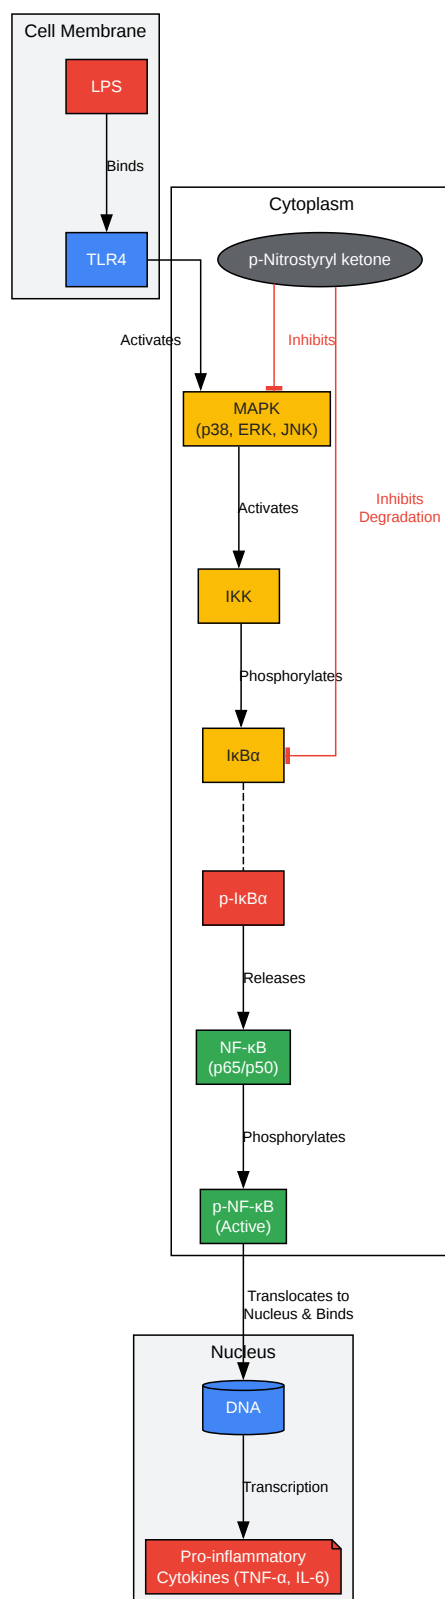 Cell Membrane
LPS
Binds
TLR4
Cytoplasm
p-Nitrostyryl ketone
Activates
Inhibits
MAPK
(p38, ERK, JNK)
Inhibits
Degradation
Activates
IKK
Phosphorylates
IκBα
p-IκBα
Releases
NF-κB
(p65/p50)
Phosphorylates
p-NF-κB
(Active)
Translocates to
Nucleus & Binds
Nucleus
DNA
Transcription
Pro-inflammatory
Cytokines (TNF-α, IL-6)